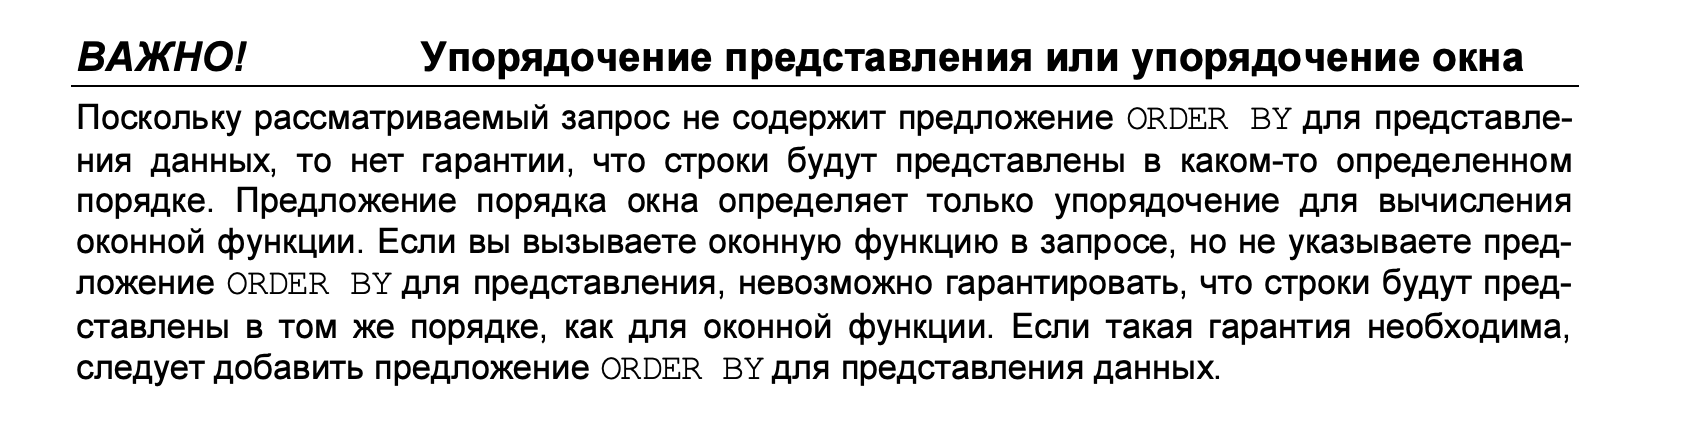 ВАЖНО! Упорядочение представления или упорядочение окна
Поскольку рассматриваемый запрос не содержит предложение ORDER BY для представле-
ния данных, то нет гарантии, что строки будут представлены в каком-то определенном
порядке. Предложение порядка окна определяет только упорядочение для вычисления
оконной функции. Если вы вызываете оконную функцию в запросе, но не указываете пред-
ложение ORDER BY для представления, невозможно гарантировать, что строки будут пред-
ставлены в том же порядке, как для оконной функции. Если такая гарантия необходима,
следует добавить предложение ORDER BY для представления данных.